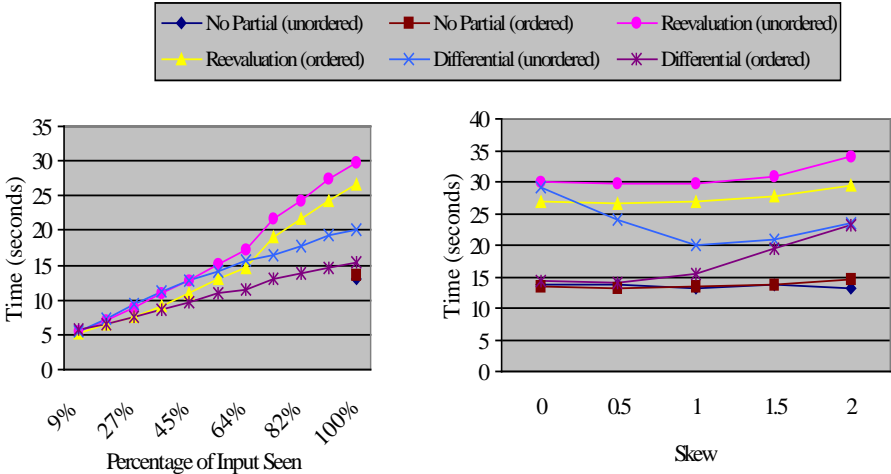 No Partial (unordered) No Partial (ordered) Reevaluation (unordered)
Reevaluation (ordered) Differential (unordered) Differential (ordered)
Time (seconds)
35
30
25
20
15
10
5
0
9% 27% 45% 64% 82% 100%
Percentage of Input Seen
Time (seconds)
40
35
30
25
20
15
10
5
0
0 0.5 1 1.5 2
Skew